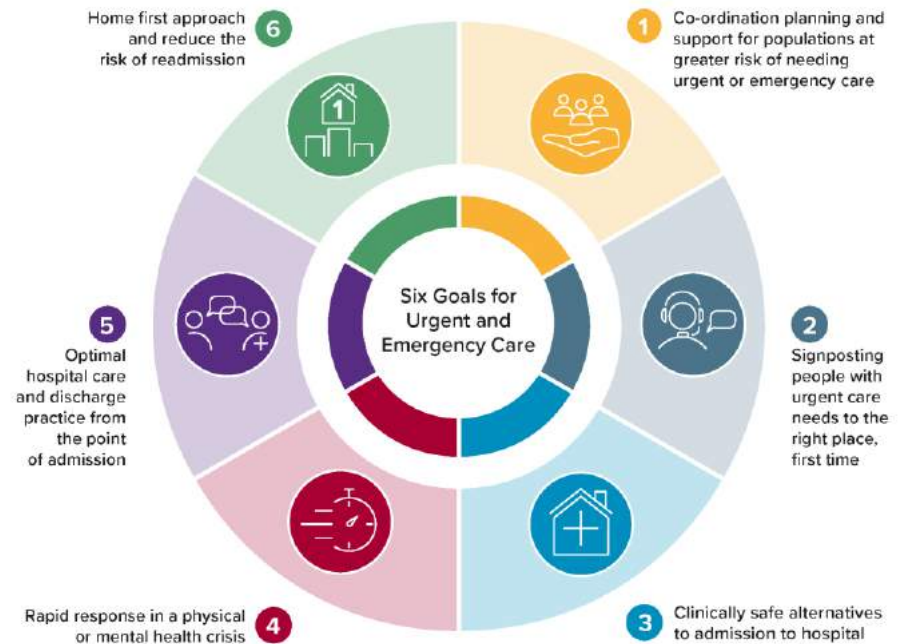 Home first approach
and reduce the
risk of readmission
6
1
Co-ordination planning and
support for populations at
greater risk of needing
urgent or emergency care
1
Six Goals for
Urgent and
Emergency Care
5
Optimal
hospital care
and discharge
practice from
the point
of admission
2
Signposting
people with
urgent care
needs to the
right place,
first time
Rapid response in a physical
or mental health crisis
4
3
Clinically safe alternatives
to admission to hospital